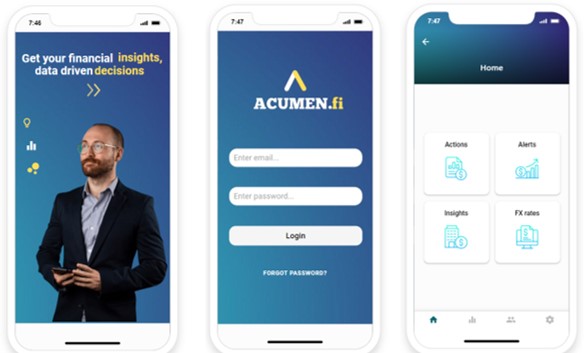 7:46
Get your financial insights,
data driven decisions
7:47
ACUMEN.fi
Enter email...
Enter password...
Login
FORGOT PASSWORD?
7:47
Home
Actions
Alerts
Insights
FX rates